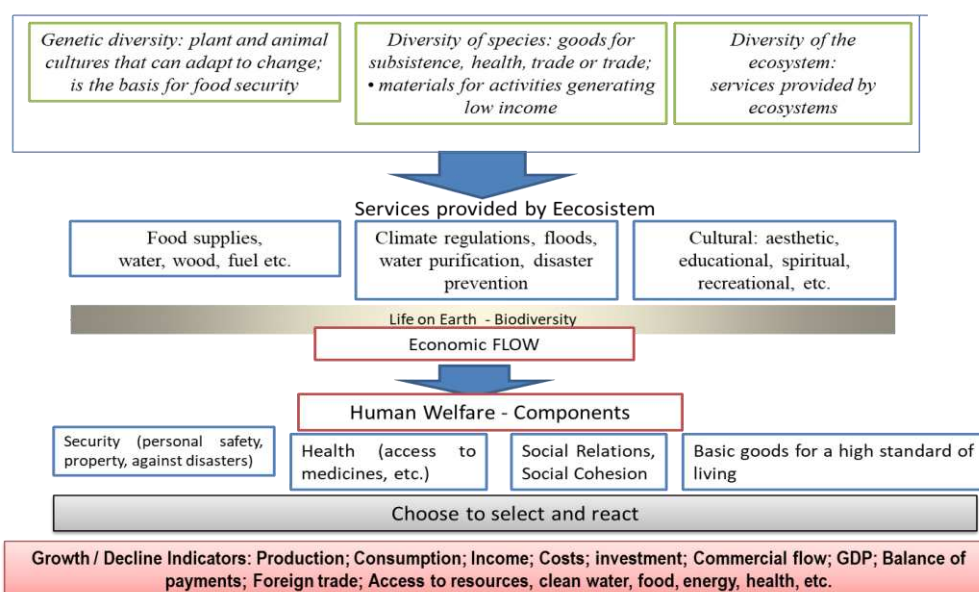 Genetic diversity: plant and animal
cultures that can adapt to change;
is the basis for food security
Diversity of species: goods for
subsistence, health, trade or trade;
• materials for activities generating
low income
Diversity of the
ecosystem:
services provided by
ecosystems
Services provided by Eecosistem
Food supplies,
water, wood, fuel etc.
Climate regulations, floods,
water purification, disaster
prevention
Cultural: aesthetic,
educational, spiritual,
recreational, etc.
Life on Earth - Biodiversity
Economic FLOW
Human Welfare - Components
Security (personal safety,
property, against disasters)
Health (access to
medicines, etc.)
Social Relations,
Social Cohesion
Basic goods for a high standard of
living
Choose to select and react
Growth / Decline Indicators: Production; Consumption; Income; Costs; investment; Commercial flow; GDP; Balance of
payments; Foreign trade; Access to resources, clean water, food, energy, health, etc.